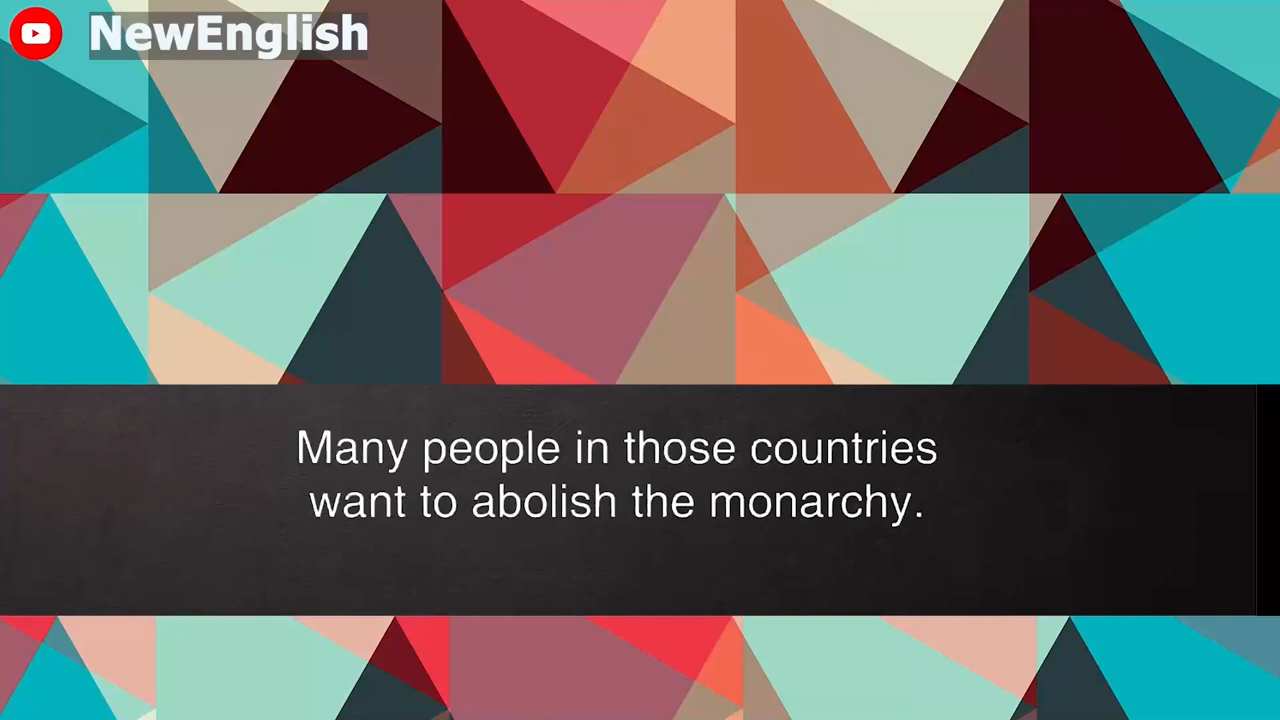 NewEnglish
Many people in those countries
want to abolish the monarchy.